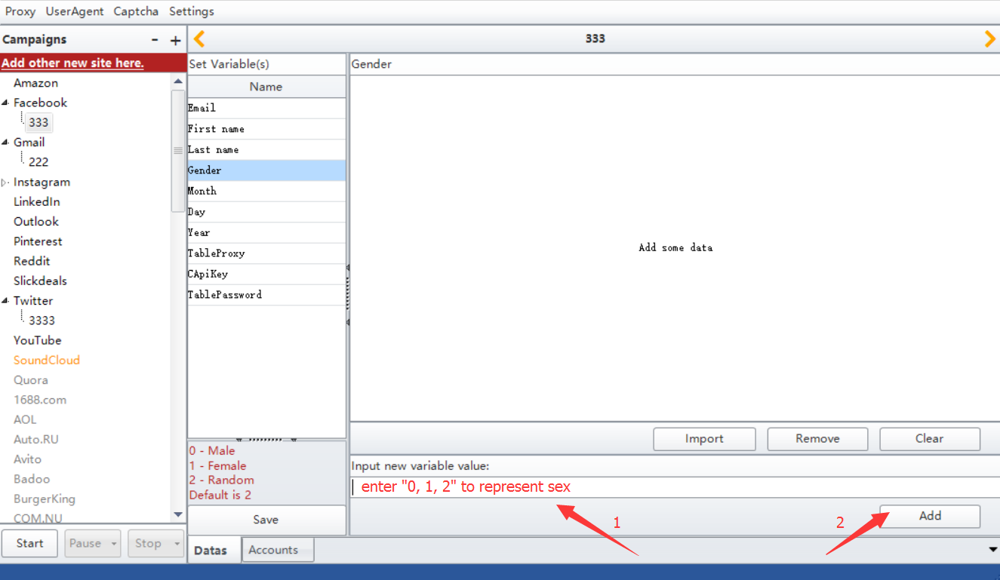 Proxy UserAgent Captcha Settings
Campaigns - +
333
Add other new site here.
Set Variable(s)
Gender
Amazon
Facebook
333
Gmail
222
Instagram
LinkedIn
Outlook
Pinterest
Reddit
Slickdeals
Twitter
3333
YouTube
SoundCloud
Quora
1688.com
AOL
Auto.RU
Avito
Badoo
BurgerKing
COM.NU
Name
Email
First name
Last name
Gender
Month
Day
Year
TableProxy
CApiKey
TablePassword
Add some data
0 - Male
1 - Female
2 - Random
Default is 2
Save
Import Remove Clear
Input new variable value:
enter "0, 1, 2" to represent sex
1
2
Add
Start Pause Stop
Datas Accounts